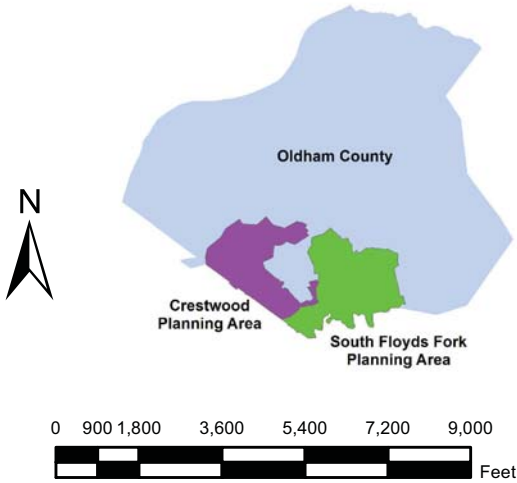 Oldham County
N
Crestwood
Planning Area
South Floyds Fork
Planning Area
0 900 1,800 3,600 5,400 7,200 9,000
Feet